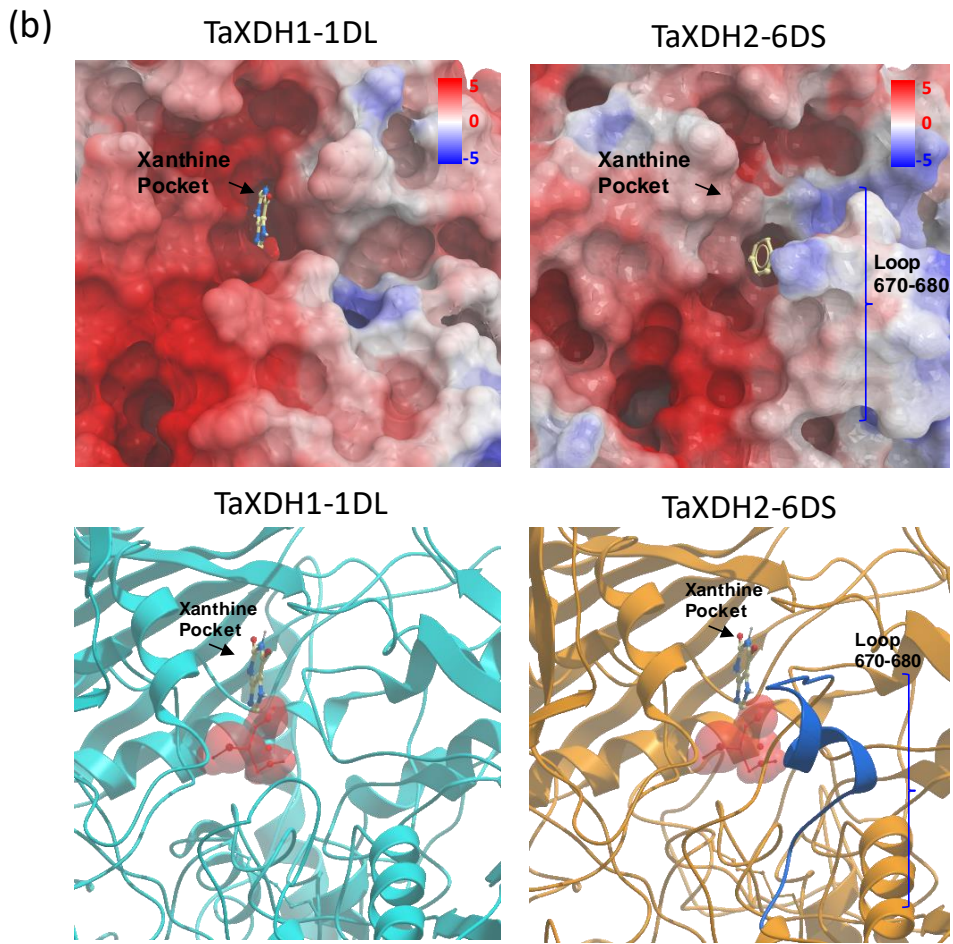 (b)
TaXDH1-1DL
TaXDH2-6DS
5
0
-5
Xanthine
Pocket
5
0
-5
Xanthine
Pocket
Loop
670-680
TaXDH1-1DL
TaXDH2-6DS
Xanthine
Pocket
Xanthine
Pocket
Loop
670-680